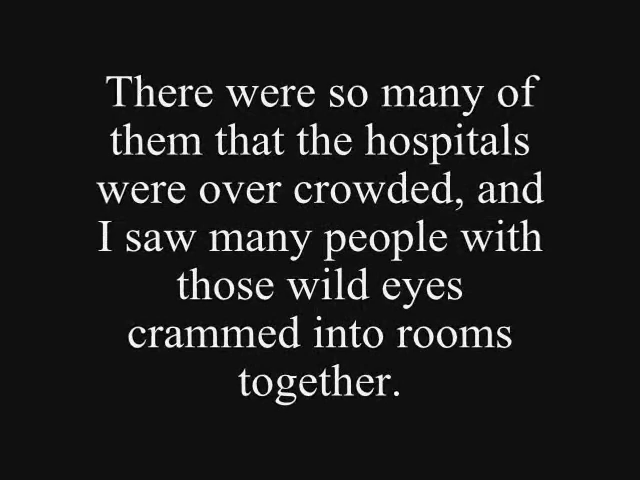 There were so many of
them that the hospitals
were over crowded, and
I saw many people with
those wild eyes
crammed into rooms
together.